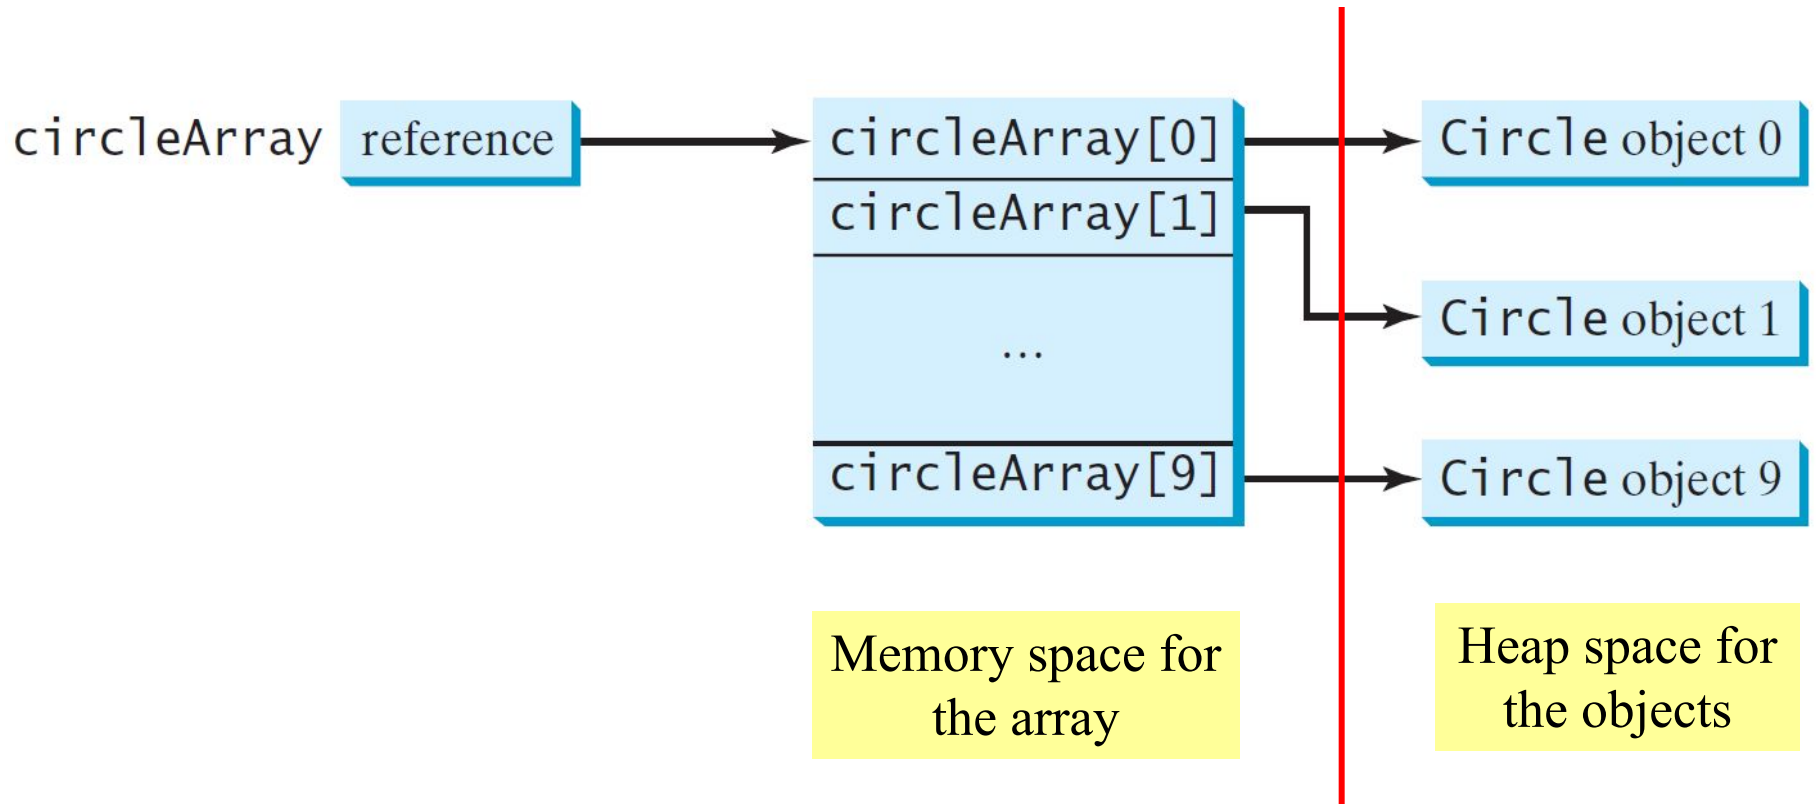 circleArray reference circleArray[0] Circle object 0
circleArray[1]
Circle object 1
...
circleArray[9] Circle object 9
Memory space for
the array
Heap space for
the objects